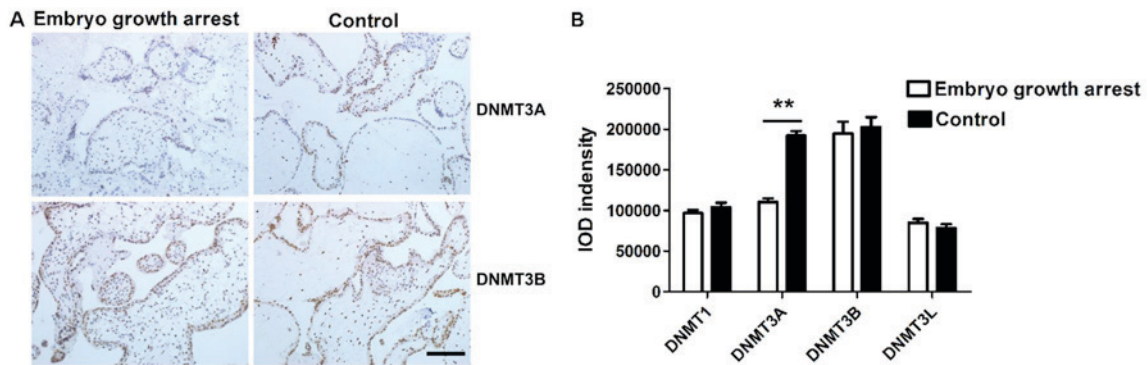 A
Embryo growth arrest
Control
DNMT3A
DNMT3B
B
IOD indensity
250000
200000
150000
100000
50000
0
**
Embryo growth arrest
Control
DNMT1
DNMT3A
DNMT3B
DNMT3L